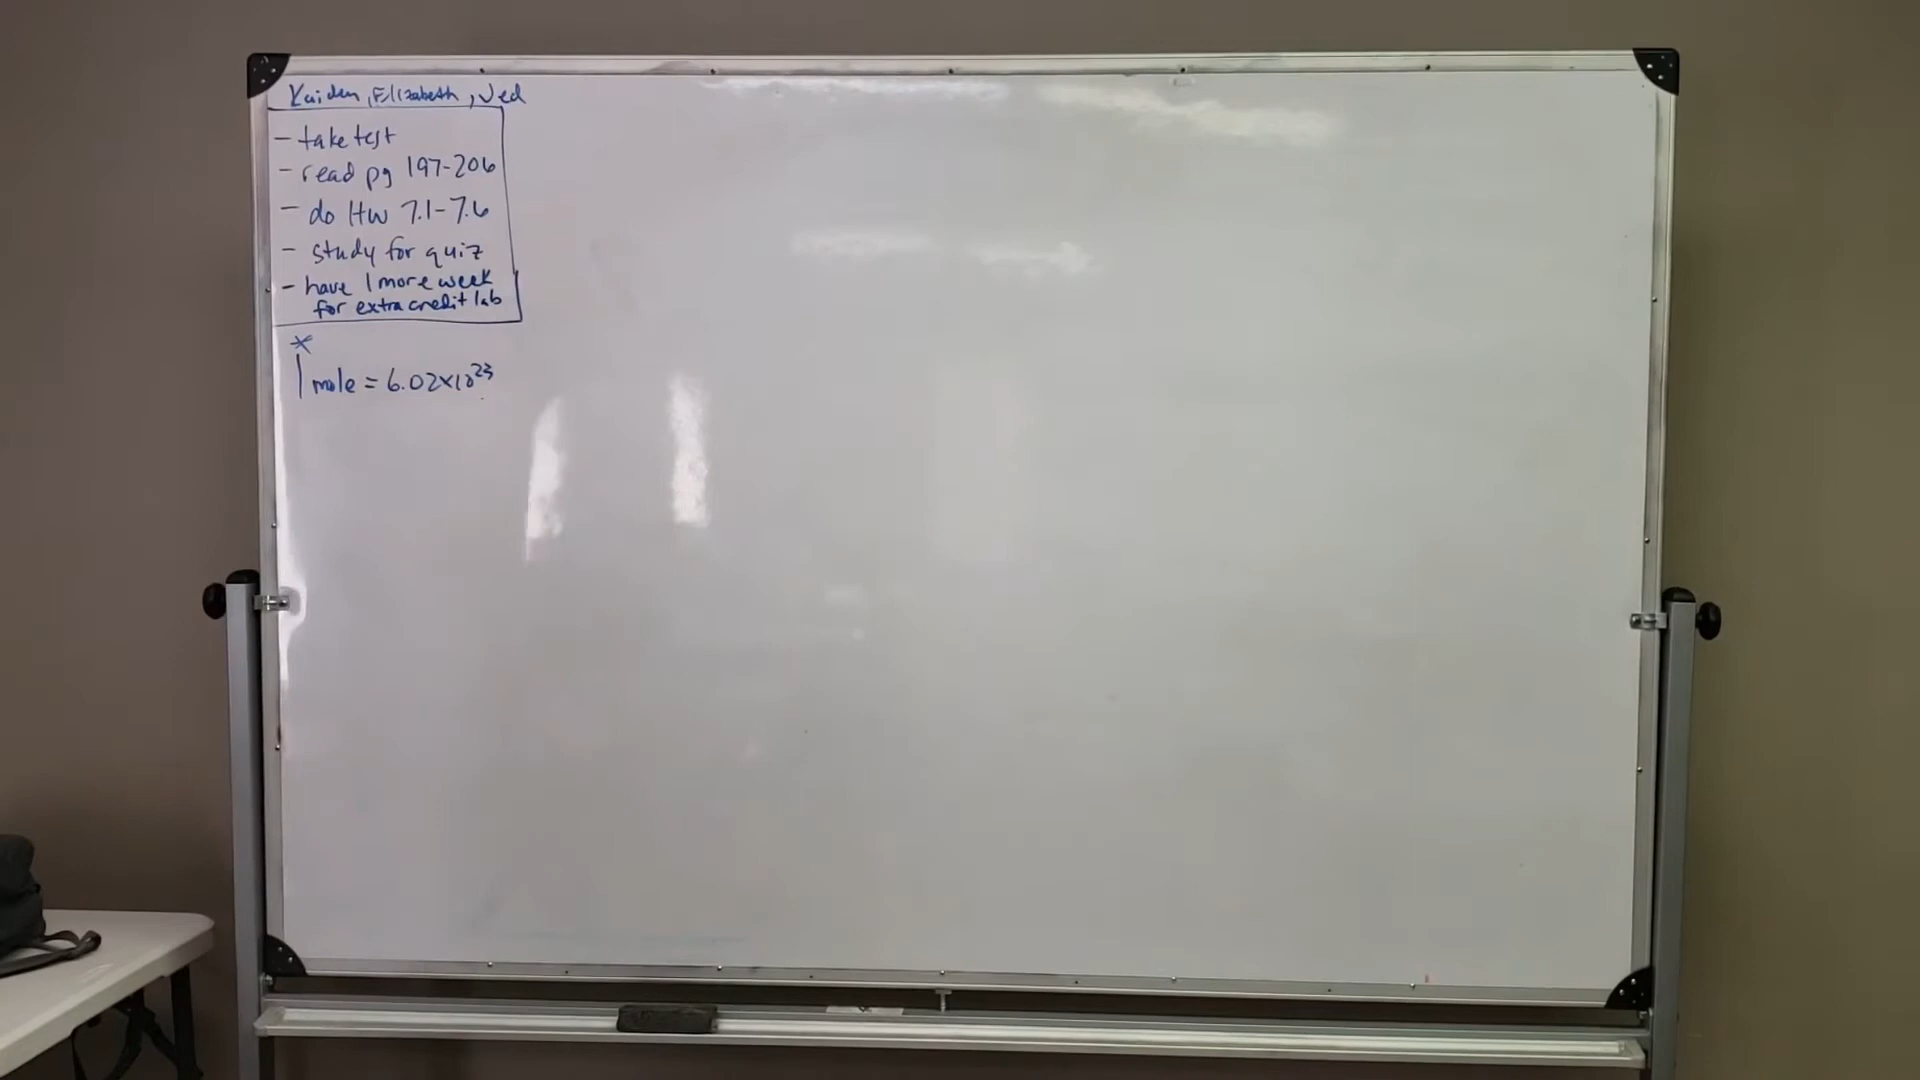 Kaiden, Elizabeth, Jed
- take test
- read pg 197-206
- do HW 7.1-7.6
- study for quiz
- have 1 more week
for extra credit lab
*
1 mole = 6.02x10²³